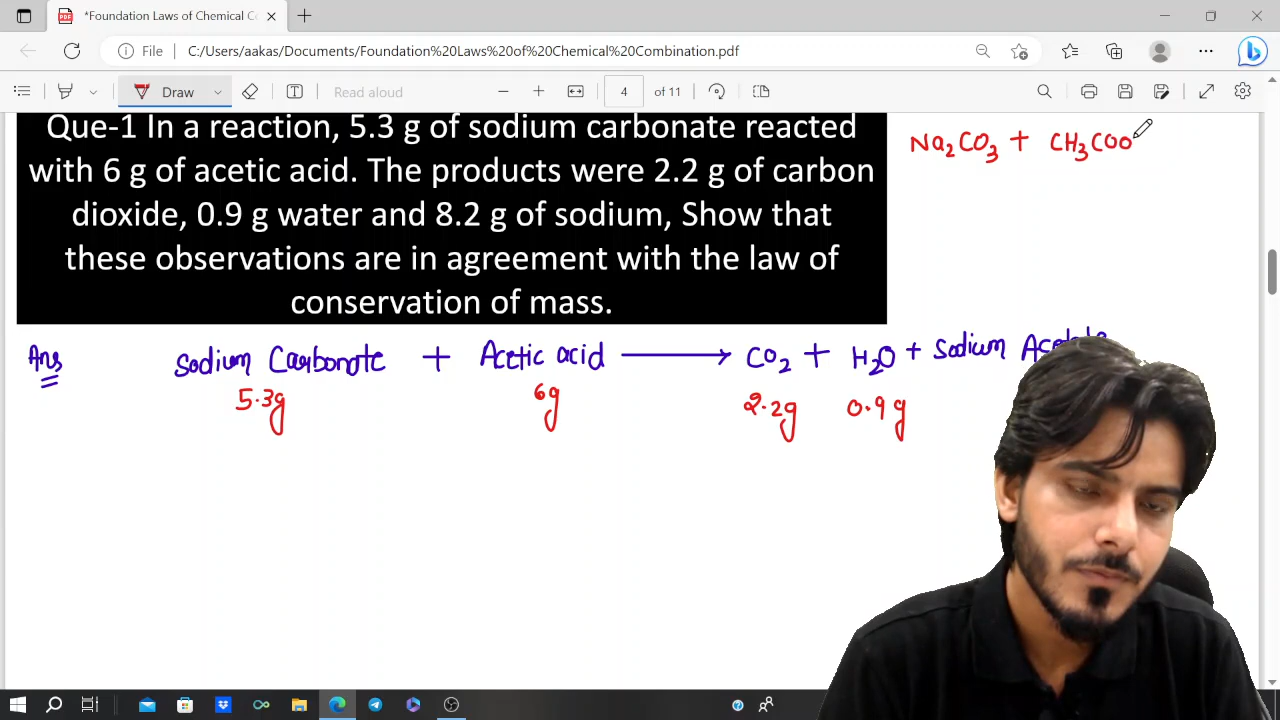 *Foundation Laws of Chemical C
File
C:/Users/aakas/Documents/Foundation%20Laws%20of%20Chemical%20Combination.pdf
Draw
Read aloud
4
of 11
Que-1 In a reaction, 5.3 g of sodium carbonate reacted
with 6 g of acetic acid. The products were 2.2 g of carbon
dioxide, 0.9 g water and 8.2 g of sodium, Show that
these observations are in agreement with the law of
conservation of mass.
Na2CO3 + CH3COO
Ans Sodium Carbonate + Acetic acid ⟶ CO2 + H2O + Sodium
5.3g 6g 2.2g 0.9g